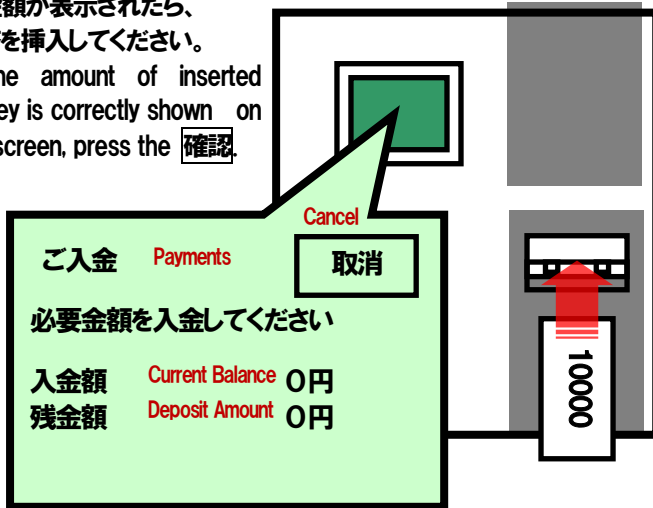 金額が表示されたら、
を挿入してください。
he amount of inserted
ey is correctly shown on
screen, press the 確認.
Cancel
ご入金 Payments 取消
必要金額を入金してください
入金額 Current Balance 0円
残金額 Deposit Amount 0円
10000